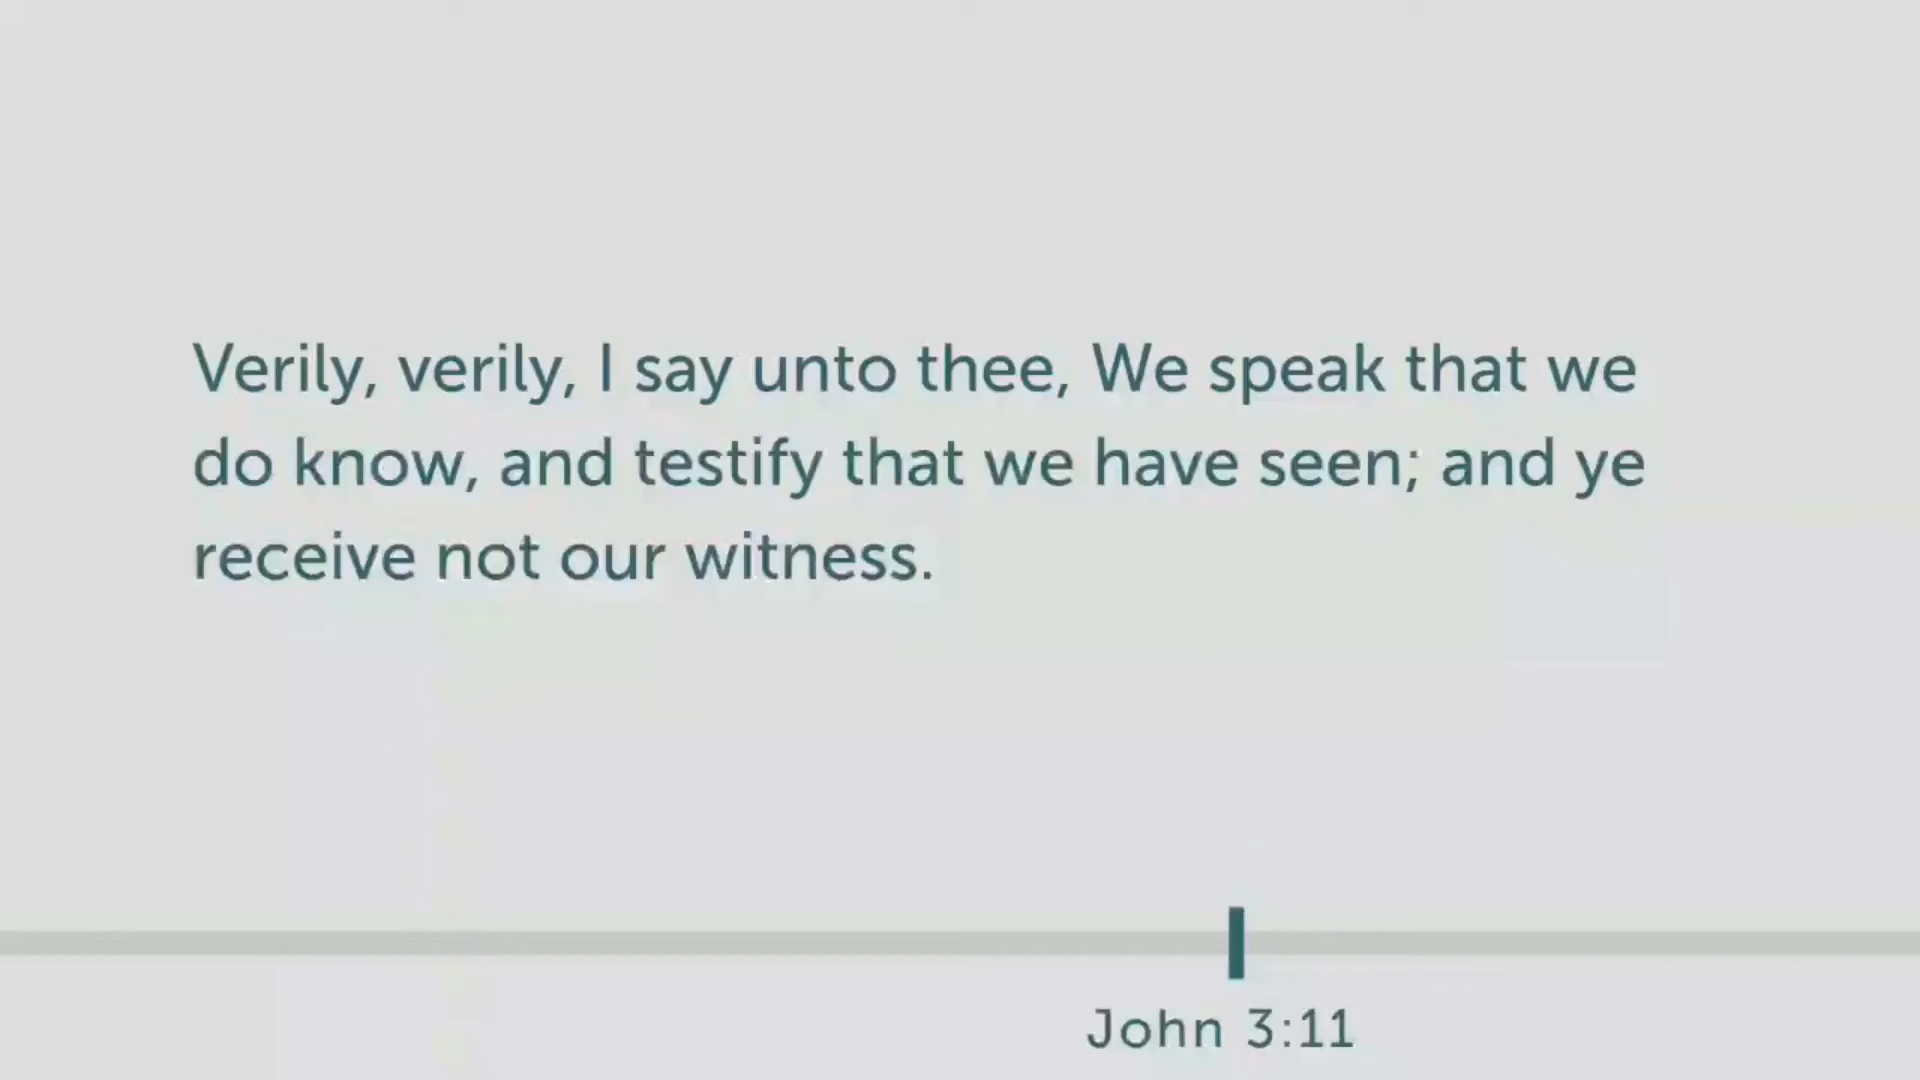 Verily, verily, I say unto thee, We speak that we
do know, and testify that we have seen; and ye
receive not our witness.
John 3:11